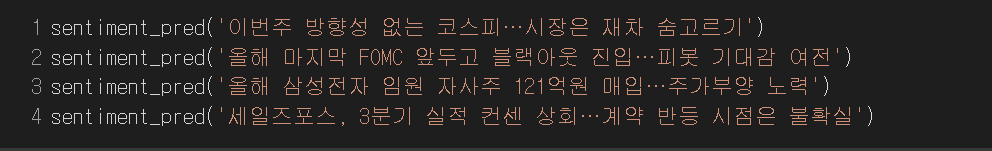 1 sentiment_pred('이번주 방향성 없는 코스피…시장은 재차 숨고르기')
2 sentiment_pred('올해 마지막 FOMC 앞두고 블랙아웃 진입…피봇 기대감 여전')
3 sentiment_pred('올해 삼성전자 임원 자사주 121억원 매입…주가부양 노력')
4 sentiment_pred('세일즈포스, 3분기 실적 컨센 상회…계약 반등 시점은 불확실')